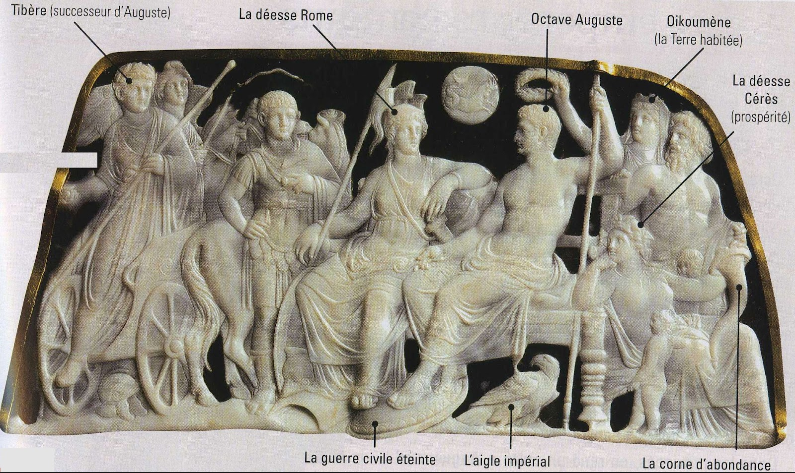 Tibère (successeur d'Auguste)
La déesse Rome
Octave Auguste
Oikoumène
(la Terre habitée)
La déesse
Cérès
(prospérité)
La guerre civile éteinte
L'aigle impérial
La corne d'abondance